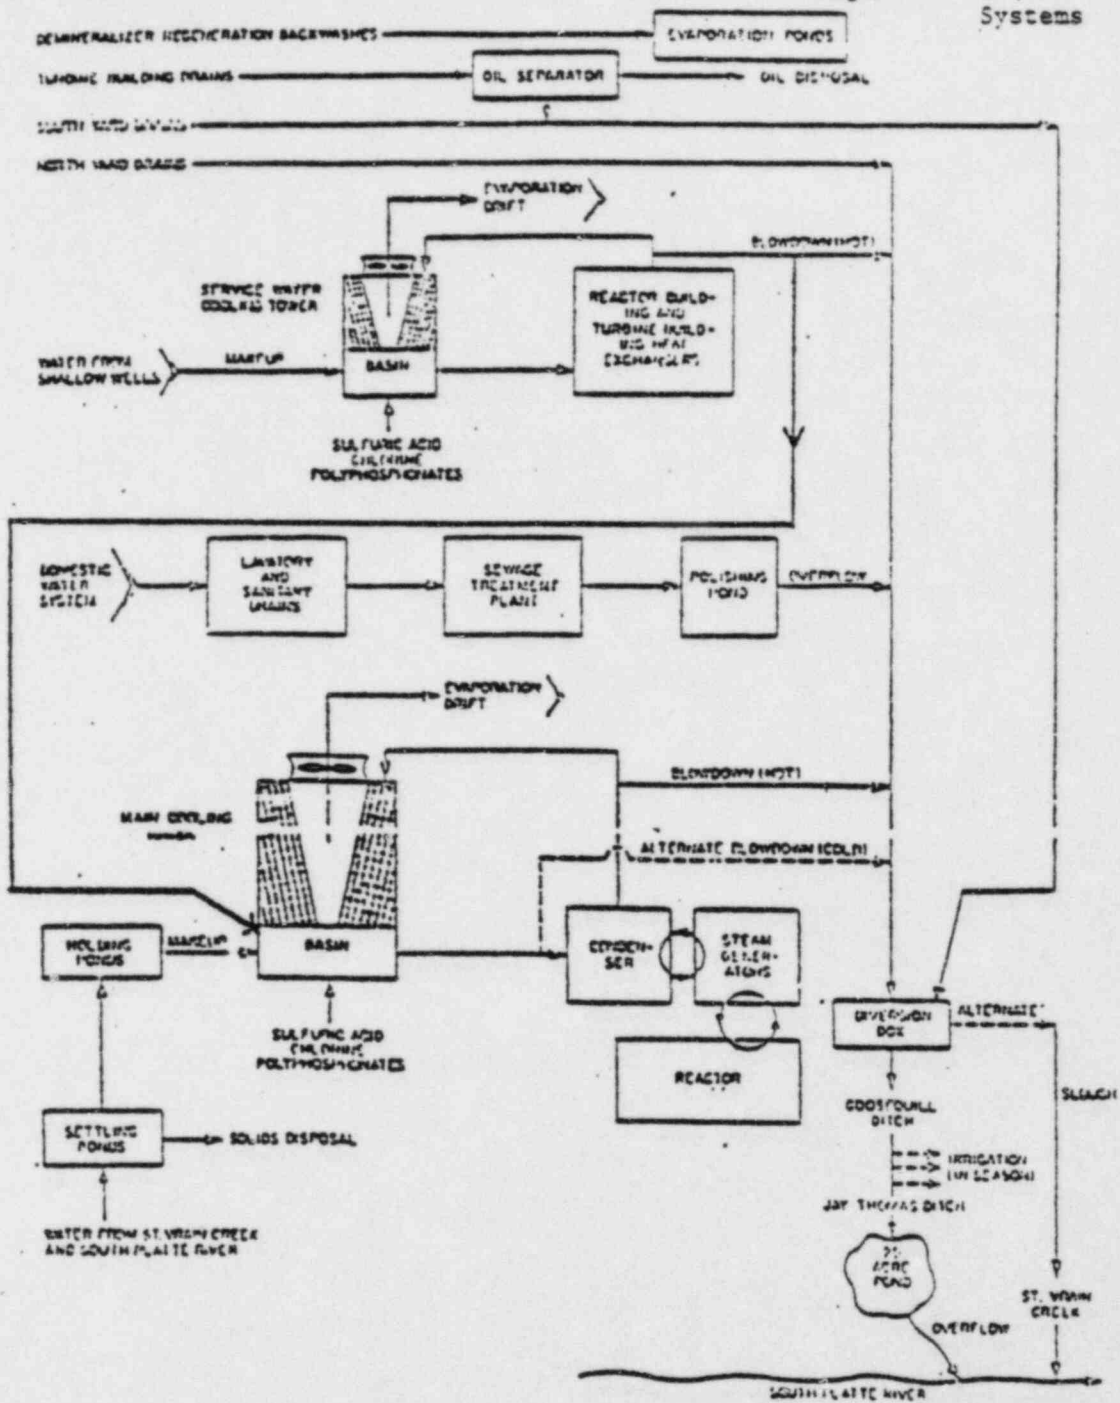 Systems
DEMINERALIZER REGENERATION BACKWASHES
EVAPORATION PONDS
TURBINE BUILDING DRAINS
OIL SEPARATOR
OIL DISPOSAL
SOUTH YARD DRAINS
NORTH YARD DRAINS
EVAPORATION
DRIFT
BLOWDOWN (HOT)
SERVICE WATER
COOLING TOWER
REACTOR BUILD-
ING AND
TURBINE BUILD-
ING HEAT
EXCHANGERS
WATER FROM
SHALLOW WELLS
MAKEUP
BASIN
SULFURIC ACID
CHLORINE
POLYPHOSPHONATES
DOMESTIC
WATER
SYSTEM
LAVATORY
AND
SANITARY
DRAINS
SEWAGE
TREATMENT
PLANT
POLISHING
POND
OVERFLOW
EVAPORATION
DRIFT
BLOWDOWN (HOT)
MAIN COOLING
ALTERNATE BLOWDOWN (COLD)
HOLDING
PONDS
MAKEUP
BASIN
CONDEN-
SER
STEAM
GENER-
ATORS
SULFURIC ACID
CHLORINE
POLYPHOSPHONATES
REACTOR
DIVERSION
BOX
ALTERNATE
SLOUGH
GOOSEQUILL
DITCH
SETTLING
PONDS
SOLIDS DISPOSAL
IRRIGATION
(IN SEASON)
JAY THOMAS DITCH
WATER FROM ST. VRAIN CREEK
AND SOUTH PLATTE RIVER
ACRE
POND
ST. VRAIN
CREEK
OVERFLOW
SOUTH PLATTE RIVER